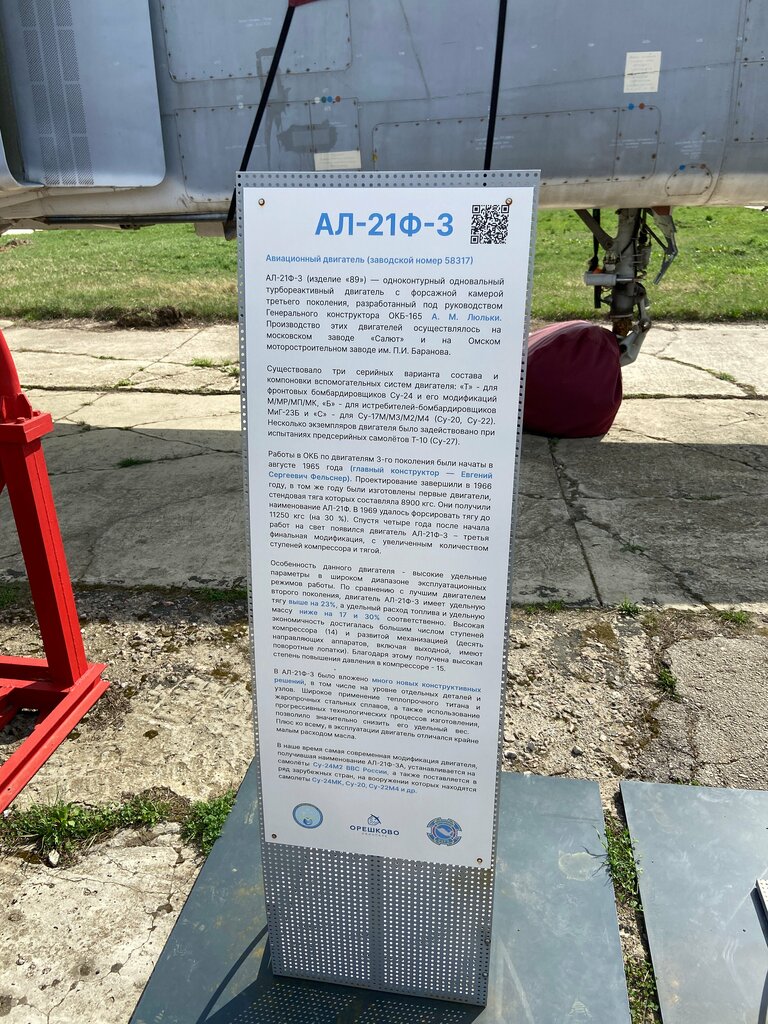 АЛ-21Ф-3
Авиационный двигатель (заводской номер 58317)
АЛ-21Ф-3 (изделие «89») — одноконтурный одновальный
турбореактивный двигатель с форсажной камерой
третьего поколения, разработанный под руководством
Генерального конструктора ОКБ-165 А. М. Люльки.
Производство этих двигателей осуществлялось на
московском заводе «Салют» и на Омском
моторостроительном заводе им. П.И. Баранова.
Существовало три серийных варианта состава и
компоновки вспомогательных систем двигателя: «Т» - для
фронтовых бомбардировщиков Су-24 и его модификаций
М/МР/МП/МК, «Б» - для истребителей-бомбардировщиков
МиГ-23Б и «С» - для Су-17М/М3/М2/М4 (Су-20, Су-22).
Несколько экземпляров двигателя было задействовано при
испытаниях предсерийных самолётов Т-10 (Су-27).
Работы в ОКБ по двигателям 3-го поколения были начаты в
августе 1965 года (главный конструктор — Евгений
Сергеевич Фельснер). Проектирование завершили в 1966
году, в том же году были изготовлены первые двигатели,
стендовая тяга которых составляла 8900 кгс. Они получили
наименование АЛ-21Ф. В 1969 удалось форсировать тягу до
11250 кгс (на 30 %). Спустя четыре года после начала
работ на свет появился двигатель АЛ-21Ф-3 – третья
финальная модификация, с увеличенным количеством
ступеней компрессора и тягой.
Особенность данного двигателя - высокие удельные
параметры в широком диапазоне эксплуатационных
режимов работы. По сравнению с лучшим двигателем
второго поколения, двигатель АЛ-21Ф-3 имеет удельную
тягу выше на 23%, а удельный расход топлива и удельную
массу ниже на 17 и 30% соответственно. Высокая
экономичность достигалась большим числом ступеней
компрессора (14) и развитой механизацией (десять
направляющих аппаратов, включая выходной, имеют
поворотные лопатки). Благодаря этому получена высокая
степень повышения давления в компрессоре - 15.
В АЛ-21Ф-3 было вложено много новых конструктивных
решений, в том числе на уровне отдельных деталей и
узлов. Широкое применение теплопрочного титана и
жаропрочных стальных сплавов, а также использование
прогрессивных технологических процессов изготовления,
позволило значительно снизить его удельный вес.
Плюс ко всему, в эксплуатации двигатель отличался крайне
малым расходом масла.
В наше время самая современная модификация двигателя,
получившая наименование АЛ-21Ф-3А, устанавливается на
самолёты Су-24М2 ВВС России, а также поставляется в
ряд зарубежных стран, на вооружении которых находятся
самолеты Су-24МК, Су-20, Су-22М4 и др.
ОРЕШКОВО